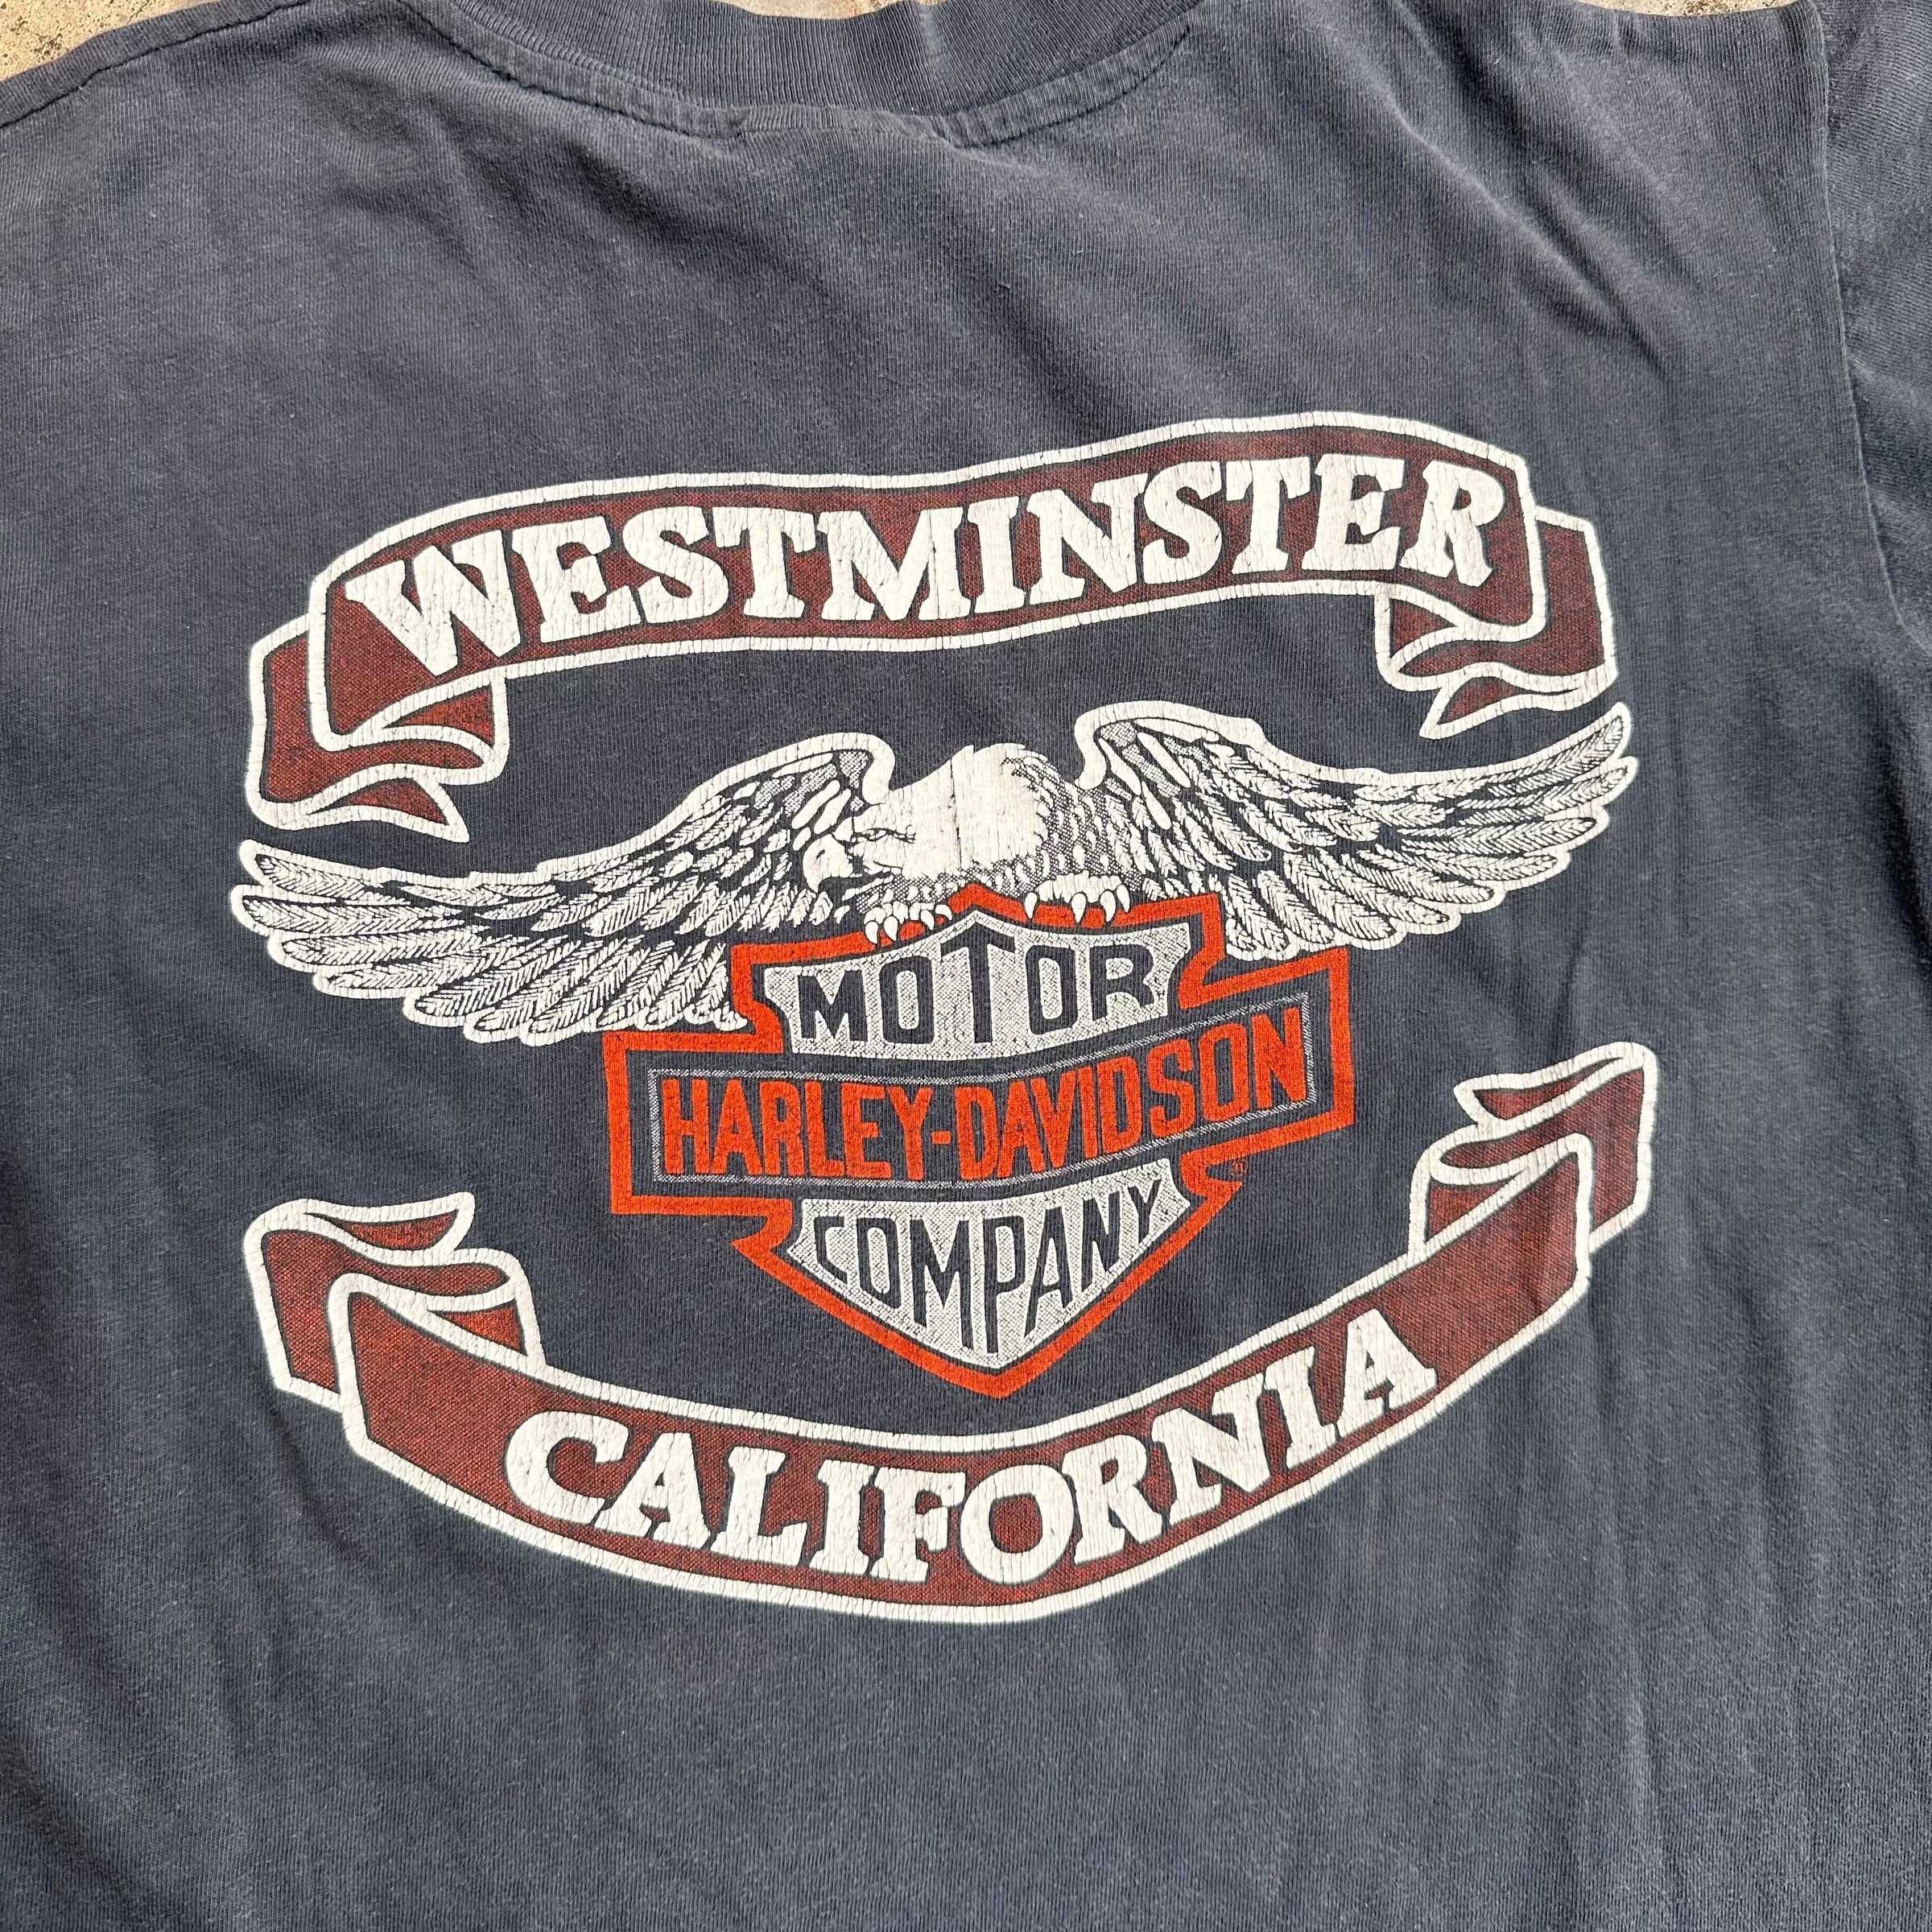 WESTMINSTER
MOTOR
HARLEY-DAVIDSON
®
COMPANY
CALIFORNIA